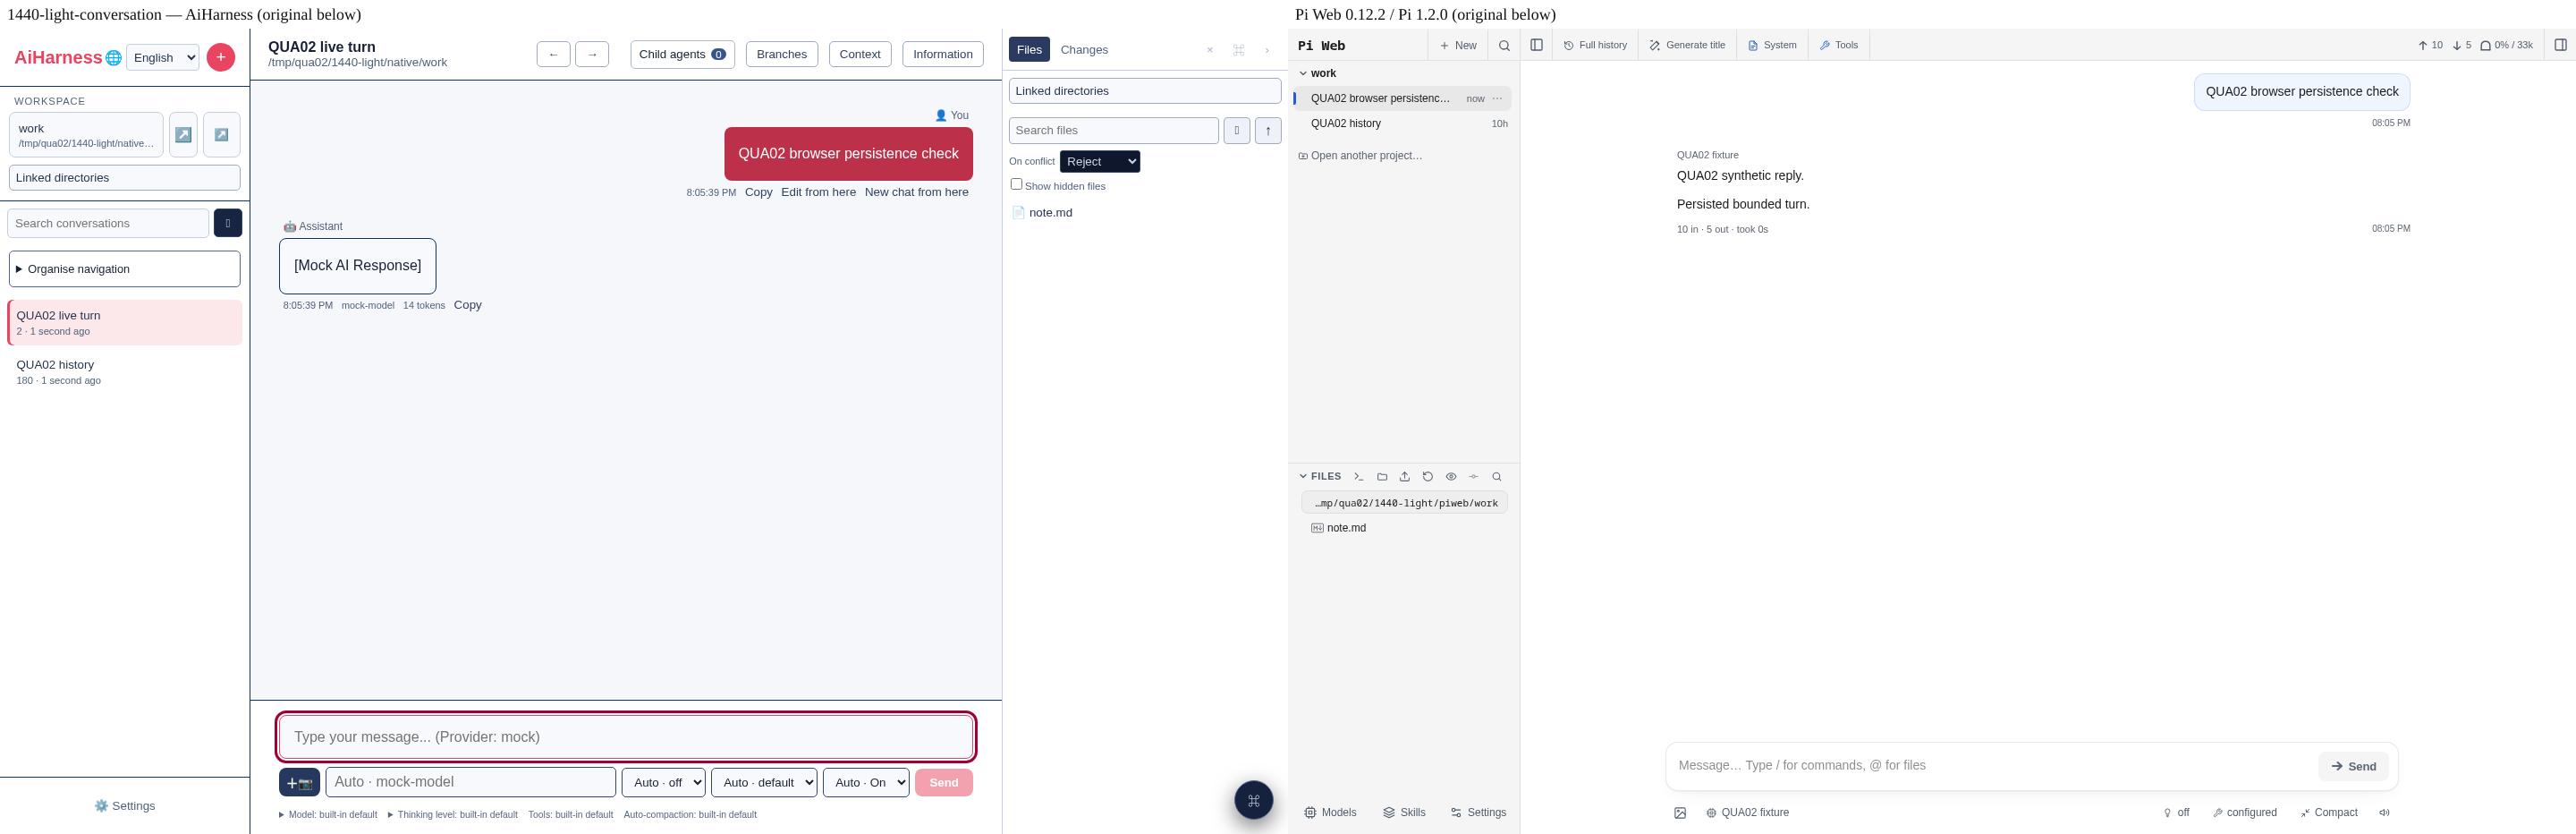 1440-light-conversation — AiHarness (original below)
AiHarness
English
+
WORKSPACE
work
/tmp/qua02/1440-light/native…
Linked directories
Search conversations
Organise navigation
QUA02 live turn
2 · 1 second ago
QUA02 history
180 · 1 second ago
Settings
QUA02 live turn
/tmp/qua02/1440-light/native/work
← →
Child agents 0
Branches
Context
Information
You
QUA02 browser persistence check
8:05:39 PM Copy Edit from here New chat from here
Assistant
[Mock AI Response]
8:05:39 PM mock-model 14 tokens Copy
Type your message... (Provider: mock)
Auto · mock-model
Auto · off
Auto · default
Auto · On
Send
Model: built-in default Thinking level: built-in default Tools: built-in default Auto-compaction: built-in default
Files Changes × ⌘ ›
Linked directories
Search files
On conflict Reject
Show hidden files
note.md
⌘
Pi Web 0.12.2 / Pi 1.2.0 (original below)
Pi Web
+ New
Full history
Generate title
System
Tools
↑ 10 ↓ 5 0% / 33k
work
QUA02 browser persistenc… now ···
QUA02 history 10h
Open another project…
FILES
…mp/qua02/1440-light/piweb/work
note.md
Models
Skills
Settings
QUA02 browser persistence check
08:05 PM
QUA02 fixture
QUA02 synthetic reply.
Persisted bounded turn.
10 in · 5 out · took 0s
08:05 PM
Message… Type / for commands, @ for files
Send
QUA02 fixture
off
configured
Compact